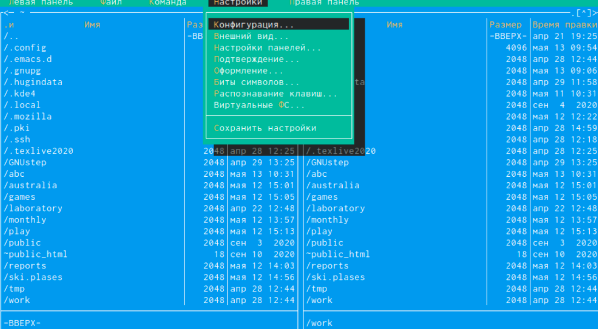 Левая панель Файл Команда Настройки Правая панель
<─ ~ .[^]>
.и Имя Раз Имя Размер Время правки
/.. ~ВВ Конфигурация... ~ВВЕРХ~ апр 21 19:25
/.config Внешний вид... 4096 мая 13 09:54
/.emacs.d Настройки панелей... 2048 апр 28 12:44
/.gnupg Подтверждение... 2048 мая 13 09:06
/.hugindata Оформление... 2048 апр 29 11:58
/.kde4 Биты символов... 2048 мая 11 10:31
/.local Распознавание клавиш... 2048 сен 4 2020
/.mozilla Виртуальные ФС... 2048 мая 12 12:22
/.pki 2048 апр 28 14:59
/.ssh Сохранить настройки 2048 апр 28 12:18
/.texlive2020 2048 апр 28 12:25 /.texlive2020 2048 апр 28 12:25
/GNUstep 2048 апр 29 13:25 /GNUstep 2048 апр 29 13:25
/abc 2048 мая 13 10:31 /abc 2048 мая 13 10:31
/australia 2048 мая 12 15:01 /australia 2048 мая 12 15:01
/games 2048 мая 12 15:05 /games 2048 мая 12 15:05
/laboratory 2048 апр 22 12:48 /laboratory 2048 апр 22 12:48
/monthly 2048 мая 12 13:57 /monthly 2048 мая 12 13:57
/play 2048 мая 12 15:13 /play 2048 мая 12 15:13
/public 2048 сен 3 2020 /public 2048 сен 3 2020
~public_html 18 сен 10 2020 ~public_html 18 сен 10 2020
/reports 2048 мая 12 14:03 /reports 2048 мая 12 14:03
/ski.plases 2048 мая 12 14:56 /ski.plases 2048 мая 12 14:56
/tmp 2048 апр 28 12:44 /tmp 2048 апр 28 12:44
/work 2048 апр 28 12:44 /work 2048 апр 28 12:44
~ВВЕРХ~ /work